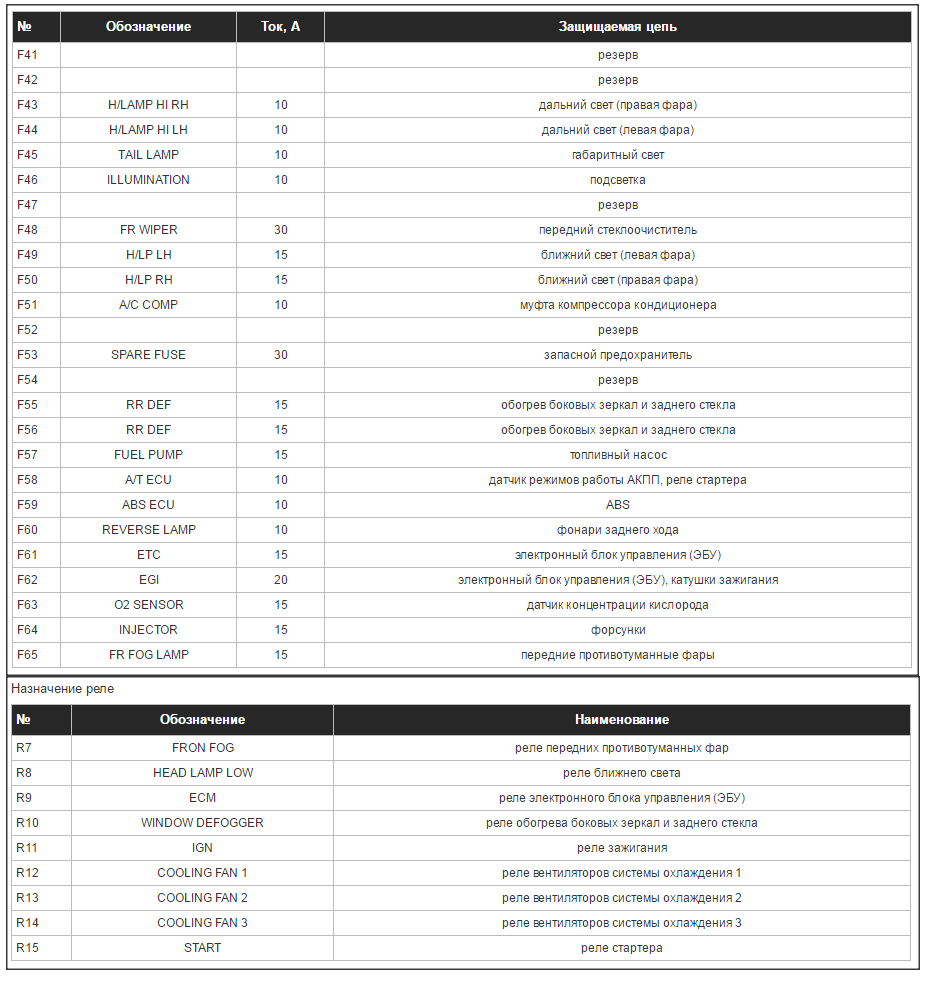 № Обозначение Ток, А Защищаемая цепь
F41 резерв
F42 резерв
F43 H/LAMP HI RH 10 дальний свет (правая фара)
F44 H/LAMP HI LH 10 дальний свет (левая фара)
F45 TAIL LAMP 10 габаритный свет
F46 ILLUMINATION 10 подсветка
F47 резерв
F48 FR WIPER 30 передний стеклоочиститель
F49 H/LP LH 15 ближний свет (левая фара)
F50 H/LP RH 15 ближний свет (правая фара)
F51 A/C COMP 10 муфта компрессора кондиционера
F52 резерв
F53 SPARE FUSE 30 запасной предохранитель
F54 резерв
F55 RR DEF 15 обогрев боковых зеркал и заднего стекла
F56 RR DEF 15 обогрев боковых зеркал и заднего стекла
F57 FUEL PUMP 15 топливный насос
F58 A/T ECU 10 датчик режимов работы АКПП, реле стартера
F59 ABS ECU 10 ABS
F60 REVERSE LAMP 10 фонари заднего хода
F61 ETC 15 электронный блок управления (ЭБУ)
F62 EGI 20 электронный блок управления (ЭБУ), катушки зажигания
F63 O2 SENSOR 15 датчик концентрации кислорода
F64 INJECTOR 15 форсунки
F65 FR FOG LAMP 15 передние противотуманные фары
Назначение реле
№ Обозначение Наименование
R7 FRON FOG реле передних противотуманных фар
R8 HEAD LAMP LOW реле ближнего света
R9 ECM реле электронного блока управления (ЭБУ)
R10 WINDOW DEFOGGER реле обогрева боковых зеркал и заднего стекла
R11 IGN реле зажигания
R12 COOLING FAN 1 реле вентиляторов системы охлаждения 1
R13 COOLING FAN 2 реле вентиляторов системы охлаждения 2
R14 COOLING FAN 3 реле вентиляторов системы охлаждения 3
R15 START реле стартера